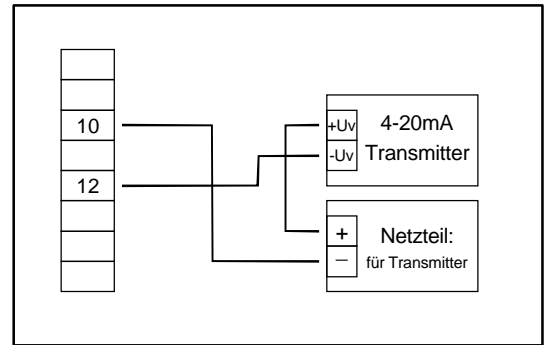 10
12
+Uv
-Uv
4-20mA
Transmitter
+
−
Netzteil:
für Transmitter